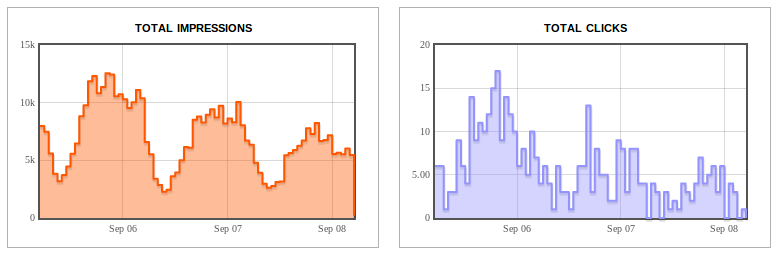 TOTAL IMPRESSIONS
15k
10k
5k
0
Sep 06 Sep 07 Sep 08
TOTAL CLICKS
20
15
10
5.00
0
Sep 06 Sep 07 Sep 08